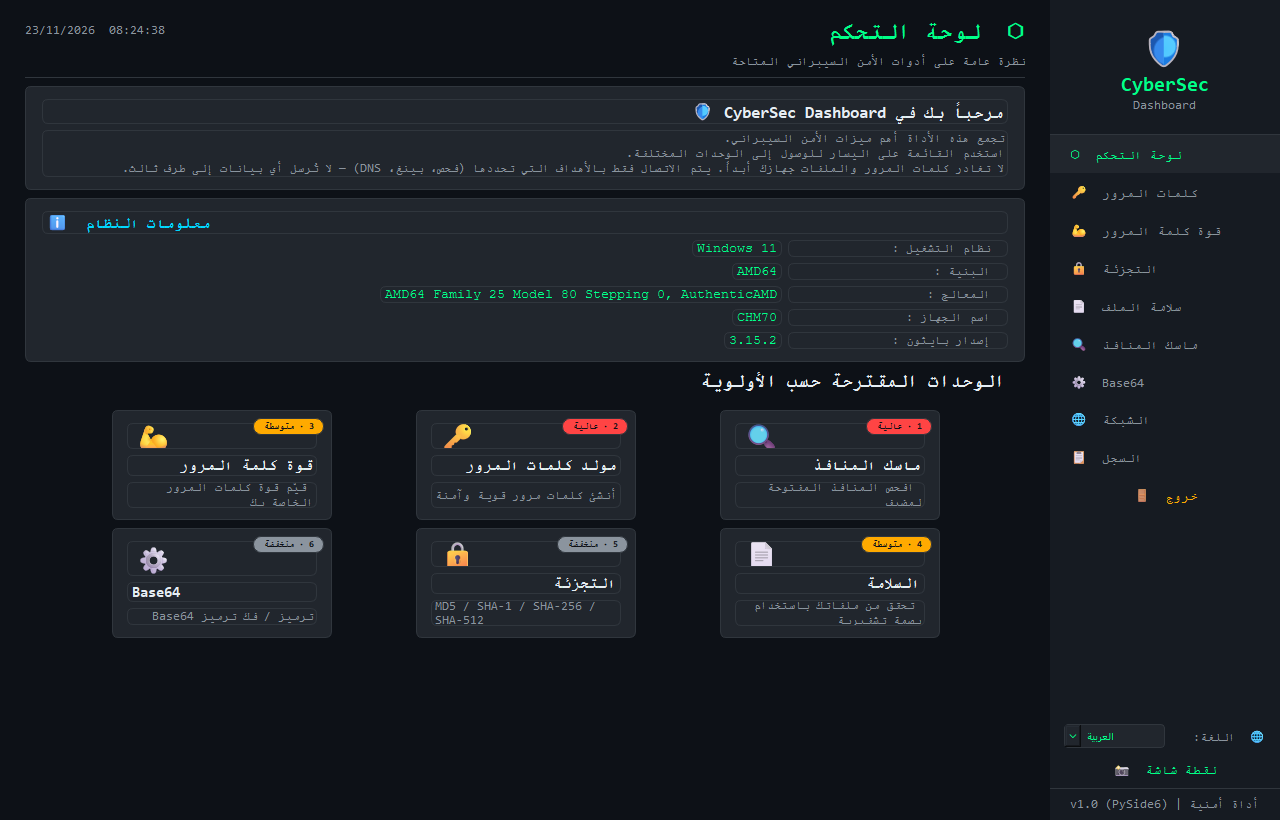 CyberSec
Dashboard
لوحة التحكم
كلمات المرور
قوة كلمة المرور
التجزئة
سلامة الملف
ماسك المنافذ
Base64
الشبكة
السجل
خروج
اللغة:
العربية
لقطة شاشة
أداة أمنية | v1.0 (PySide6)
لوحة التحكم
23/11/2026 08:24:38
نظرة عامة على أدوات الأمن السيبراني المتاحة
مرحباً بك في CyberSec Dashboard
تجمع هذه الأداة أهم ميزات الأمن السيبراني.
استخدم القائمة على اليسار للوصول إلى الوحدات المختلفة.
لا تغادر كلمات المرور والملفات جهازك أبداً. يتم الاتصال فقط بالأهداف التي تحددها (فحص، بينغ، DNS) — لا تُرسل أي بيانات إلى طرف ثالث.
معلومات النظام
نظام التشغيل :
Windows 11
البنية :
AMD64
المعالج :
AMD64 Family 25 Model 80 Stepping 0, AuthenticAMD
اسم الجهاز :
CHM70
إصدار بايثون :
3.15.2
الوحدات المقترحة حسب الأولوية
1 · عالية
ماسك المنافذ
افحص المنافذ المفتوحة
لمضيف
2 · عالية
مولد كلمات المرور
أنشئ كلمات مرور قوية وآمنة
3 · متوسطة
قوة كلمة المرور
قيّم قوة كلمات المرور
الخاصة بك
4 · متوسطة
السلامة
تحقق من ملفاتك باستخدام
بصمة تشفيرية
5 · منخفضة
التجزئة
MD5 / SHA-1 / SHA-256 /
SHA-512
6 · منخفضة
Base64
ترميز / فك ترميز Base64